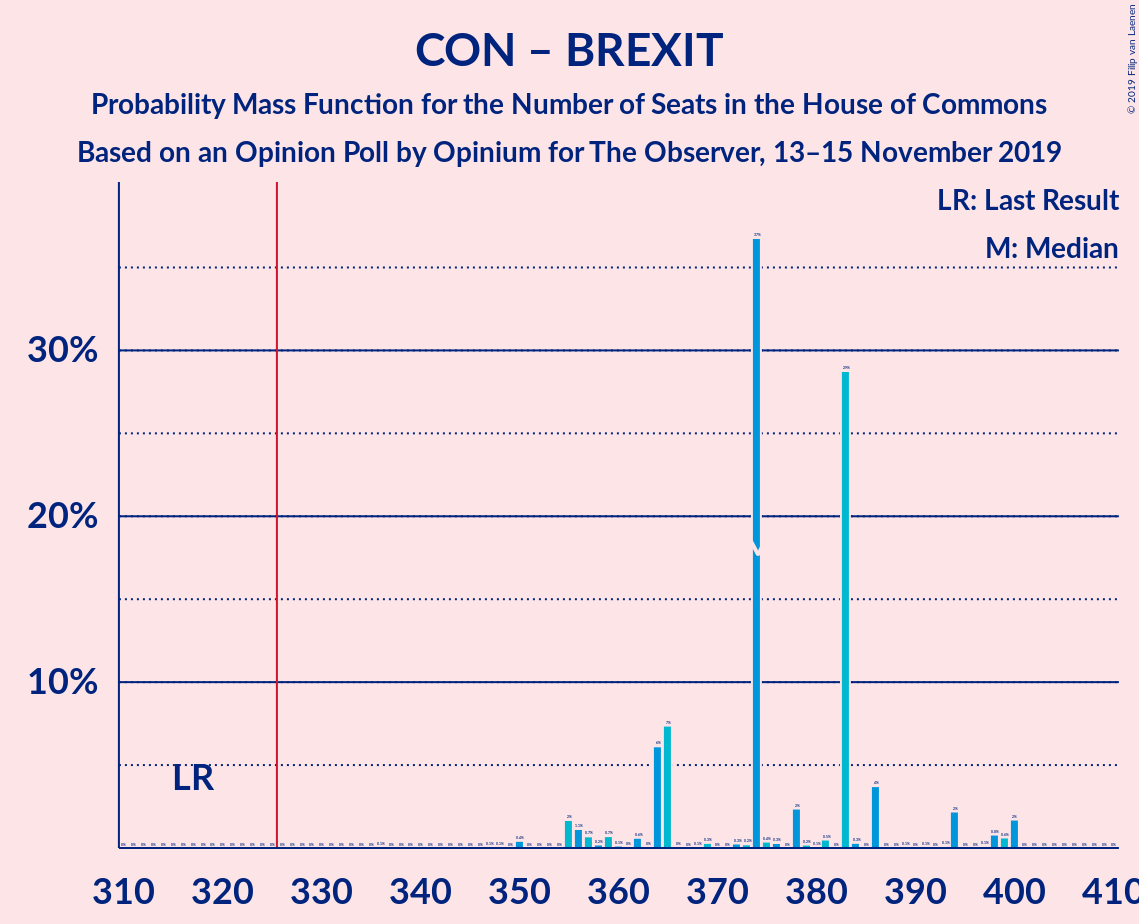 CON – BREXIT
Probability Mass Function for the Number of Seats in the House of Commons
Based on an Opinion Poll by Opinium for The Observer, 13–15 November 2019
© 2019 Filip van Laenen
LR: Last Result
M: Median
30%
20%
10%
LR
310 320 330 340 350 360 370 380 390 400 410